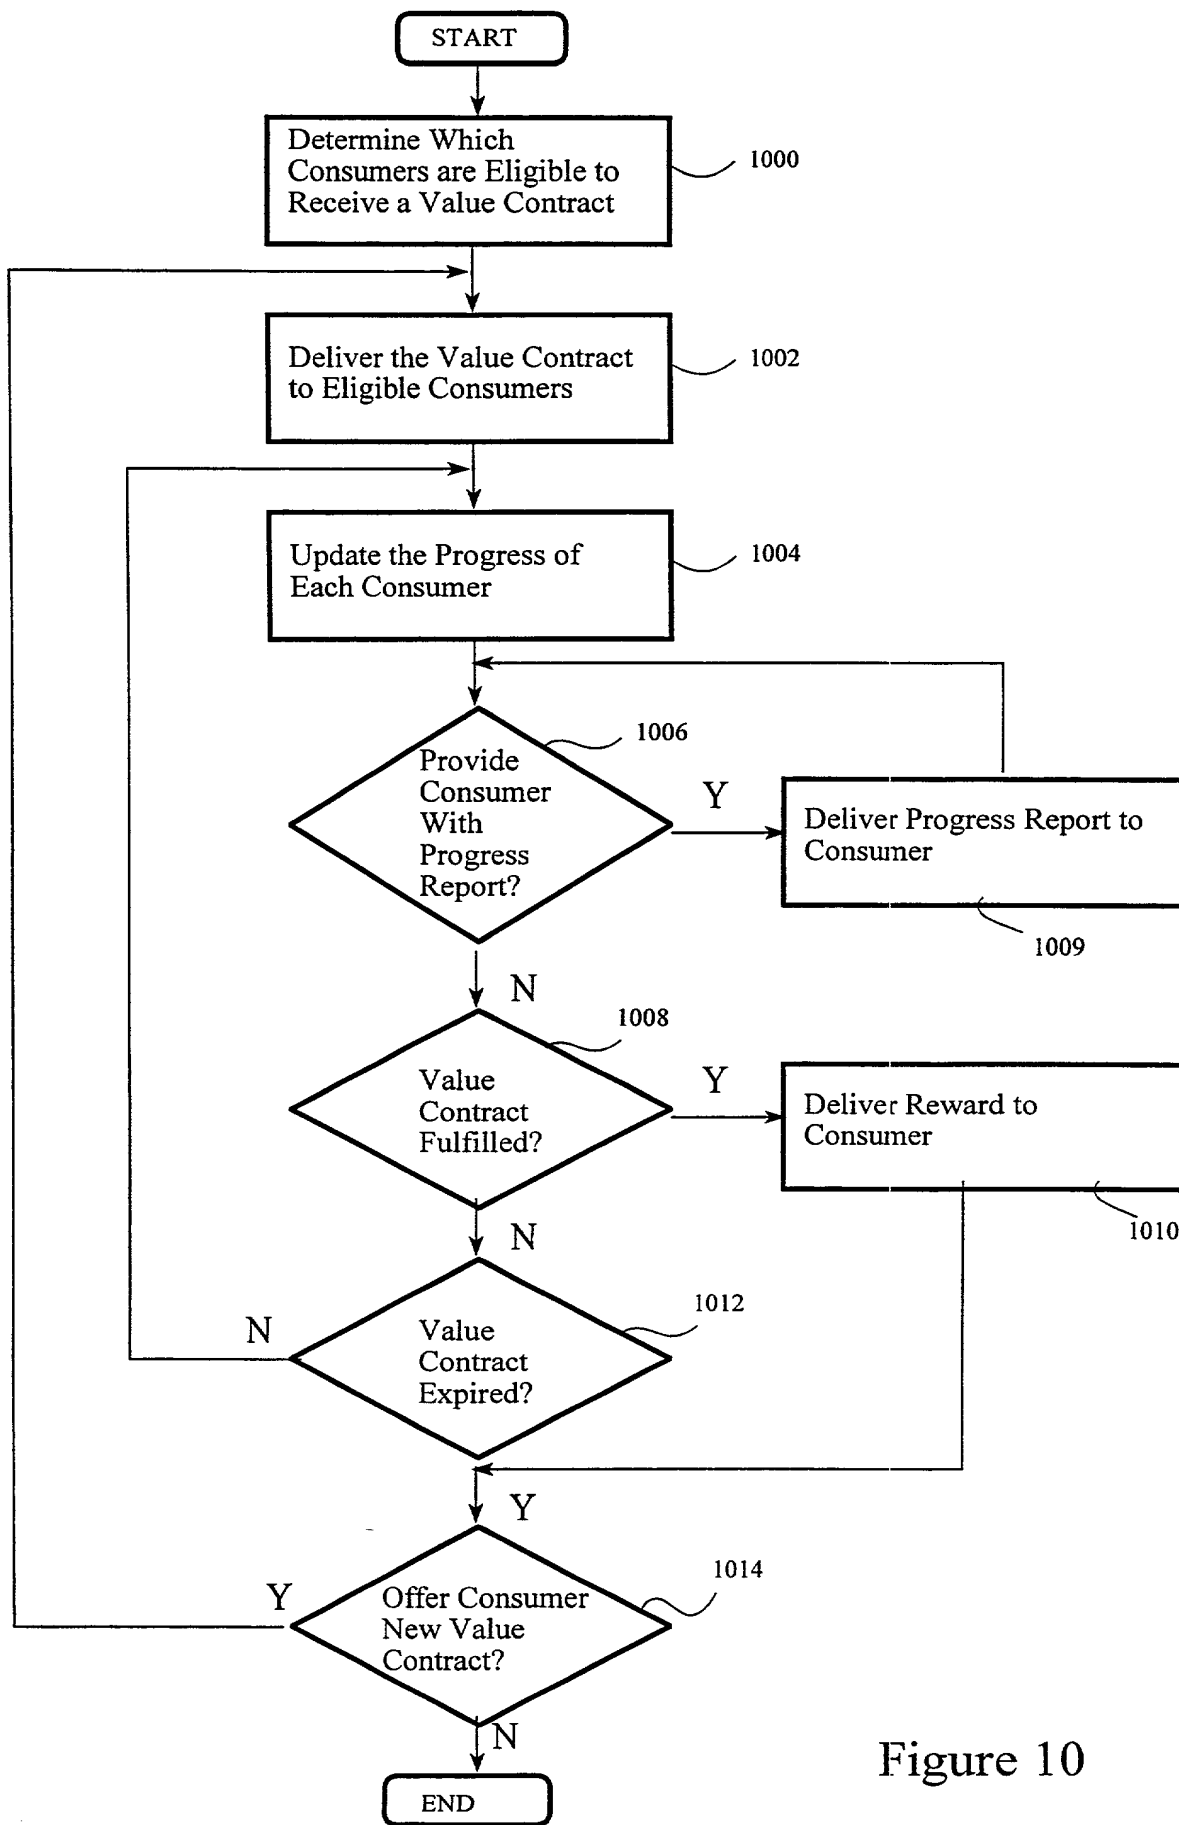 START
Determine Which
Consumers are Eligible to
Receive a Value Contract
1000
Deliver the Value Contract
to Eligible Consumers
1002
Update the Progress of
Each Consumer
1004
1006
Provide
Consumer
With
Progress
Report?
Y
Deliver Progress Report to
Consumer
1009
N
1008
Value
Contract
Fulfilled?
Y
Deliver Reward to
Consumer
1010
N
1012
N
Value
Contract
Expired?
Y
1014
Y
Offer Consumer
New Value
Contract?
N
END
Figure 10